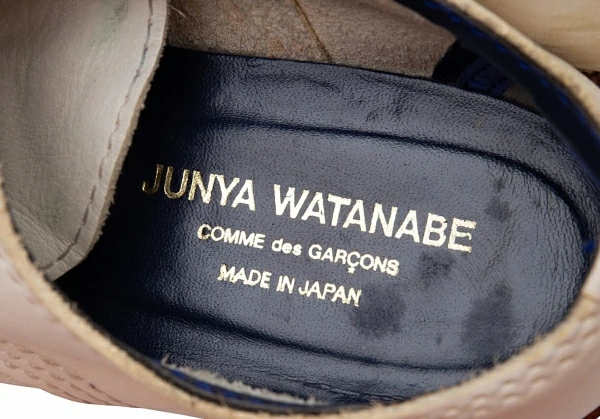 JUNYA WATANABE
COMME des GARÇONS
MADE IN JAPAN